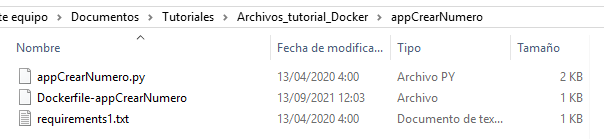 te equipo > Documentos > Tutoriales > Archivos_tutorial_Docker > appCrearNumero
Nombre Fecha de modifica... Tipo Tamaño
appCrearNumero.py 13/04/2020 4:00 Archivo PY 2 KB
Dockerfile-appCrearNumero 13/09/2021 12:03 Archivo 1 KB
requirements1.txt 13/04/2020 4:00 Documento de tex... 1 KB